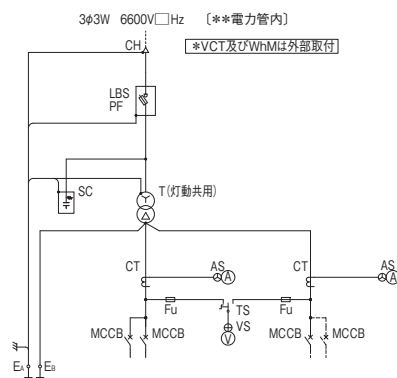 3φ3W 6600V□Hz 〔**電力管内〕
CH
*VCT及びWhMは外部取付
LBS
PF
SC
T(灯動共用)
CT
AS
A
CT
AS
A
Fu
TS
Fu
VS
V
MCCB
MCCB
MCCB
MCCB
EA
EB